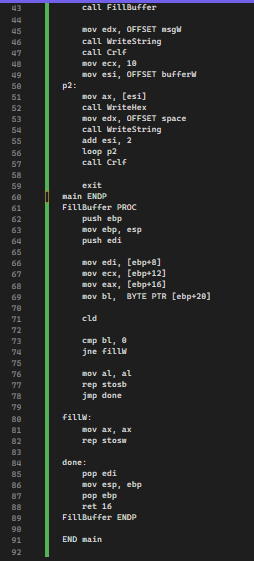 43 call FillBuffer
44
45 mov edx, OFFSET msgW
46 call WriteString
47 call Crlf
48 mov ecx, 10
49 mov esi, OFFSET bufferW
50 p2:
51 mov ax, [esi]
52 call WriteHex
53 mov edx, OFFSET space
54 call WriteString
55 add esi, 2
56 loop p2
57 call Crlf
58
59 exit
60 main ENDP
61 FillBuffer PROC
62 push ebp
63 mov ebp, esp
64 push edi
65
66 mov edi, [ebp+8]
67 mov ecx, [ebp+12]
68 mov eax, [ebp+16]
69 mov bl, BYTE PTR [ebp+20]
70
71 cld
72
73 cmp bl, 0
74 jne fillW
75
76 mov al, al
77 rep stosb
78 jmp done
79
80 fillW:
81 mov ax, ax
82 rep stosw
83
84 done:
85 pop edi
86 mov esp, ebp
87 pop ebp
88 ret 16
89 FillBuffer ENDP
90
91 END main
92